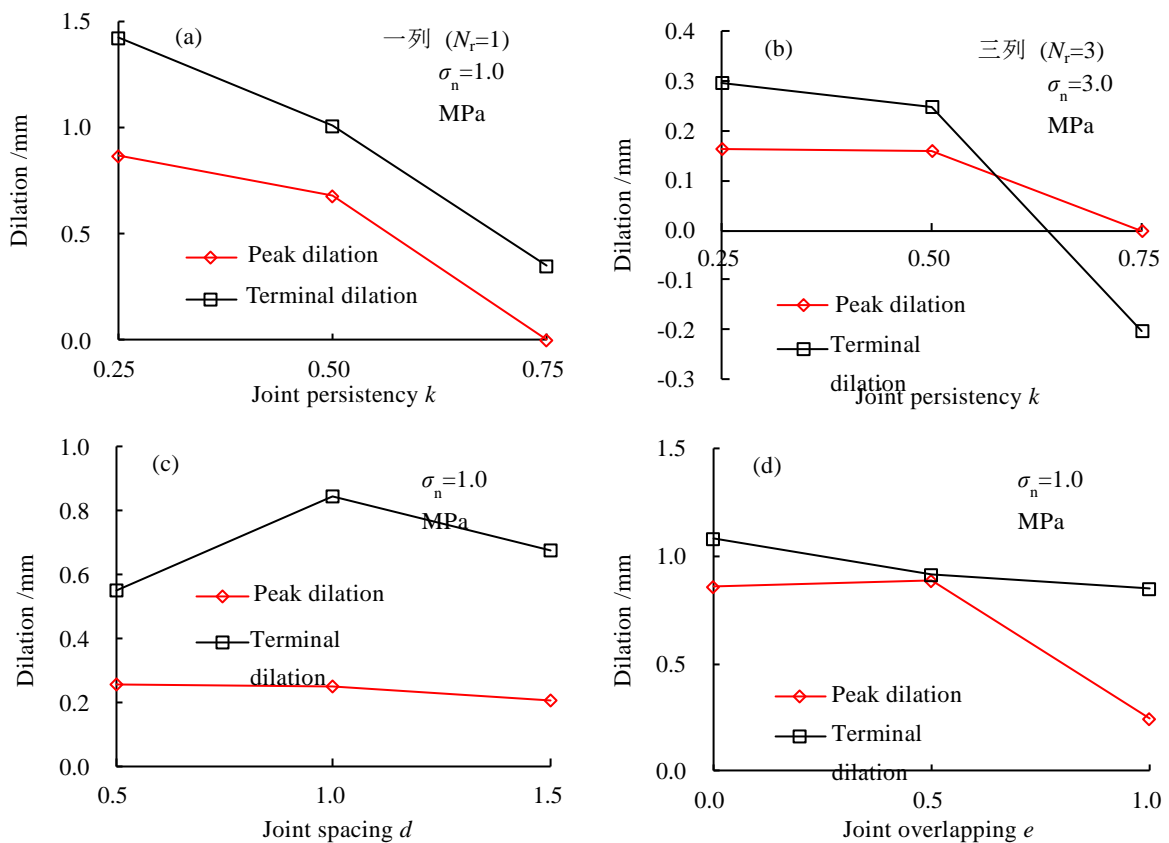 1.5
(a)
一列 (Nr=1)
σn=1.0
MPa
1.0
Dilation /mm
0.5
Peak dilation
Terminal dilation
0.0
0.25
0.50
0.75
Joint persistency k
0.4
(b)
三列 (Nr=3)
0.3
σn=3.0
MPa
0.2
0.1
Dilation /mm
0.0
0.25
0.50
0.75
-0.1
Peak dilation
-0.2
Terminal
dilation
-0.3
Joint persistency k
1.0
(c)
σn=1.0
MPa
0.8
0.6
Dilation /mm
Peak dilation
0.4
Terminal
dilation
0.2
0.0
0.5
1.0
1.5
Joint spacing d
1.5
(d)
σn=1.0
MPa
1.0
Dilation /mm
0.5
Peak dilation
Terminal
dilation
0.0
0.0
0.5
1.0
Joint overlapping e